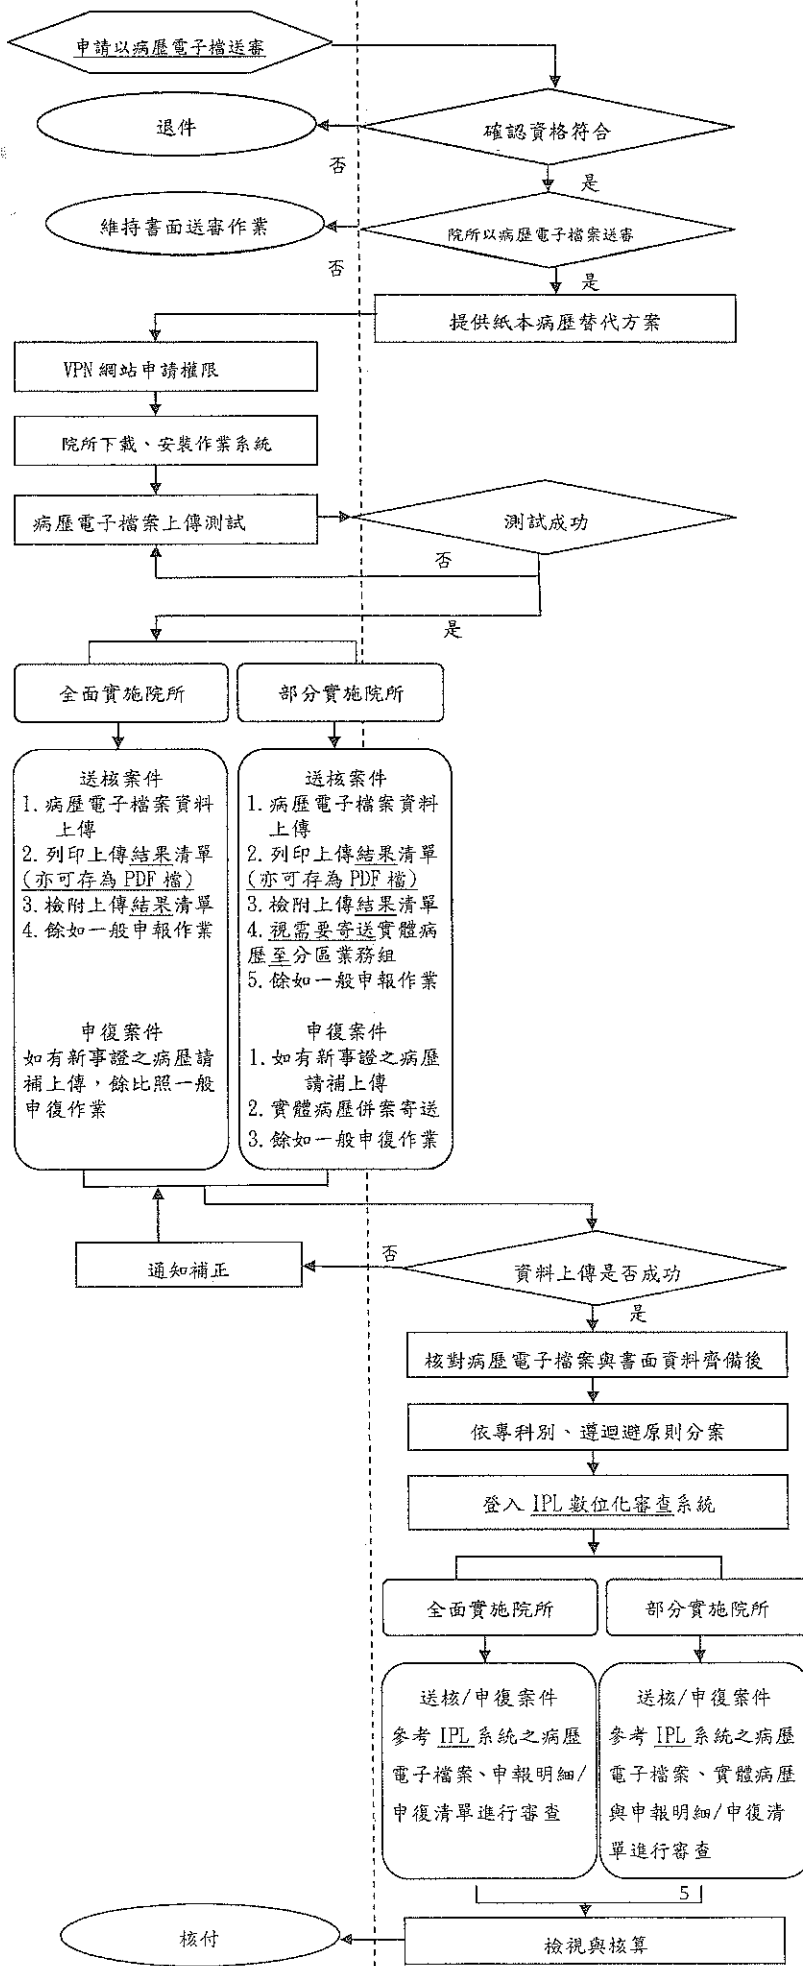 申請以病歷電子檔送審
退件
確認資格符合
否
是
維持書面送審作業
院所以病歷電子檔案送審
否
是
提供紙本病歷替代方案
VPN 網站申請權限
院所下載、安裝作業系統
病歷電子檔案上傳測試
測試成功
否
是
全面實施院所
部分實施院所
送核案件
1. 病歷電子檔案資料
上傳
2. 列印上傳結果清單
(亦可存為 PDF 檔)
3. 檢附上傳結果清單
4. 餘如一般申報作業
申復案件
如有新事證之病歷請
補上傳，餘比照一般
申復作業
送核案件
1. 病歷電子檔案資料
上傳
2. 列印上傳結果清單
(亦可存為 PDF 檔)
3. 檢附上傳結果清單
4. 視需要寄送實體病
歷至分區業務組
5. 餘如一般申報作業
申復案件
1. 如有新事證之病歷
請補上傳
2. 實體病歷併案寄送
3. 餘如一般申復作業
通知補正
否
資料上傳是否成功
是
核對病歷電子檔案與書面資料齊備後
依專科別、遵迴避原則分案
登入 IPL 數位化審查系統
全面實施院所
部分實施院所
送核/申復案件
參考 IPL 系統之病歷
電子檔案、申報明細/
申復清單進行審查
送核/申復案件
參考 IPL 系統之病歷
電子檔案、實體病歷
與申報明細/申復清
單進行審查
5
核付
檢視與核算